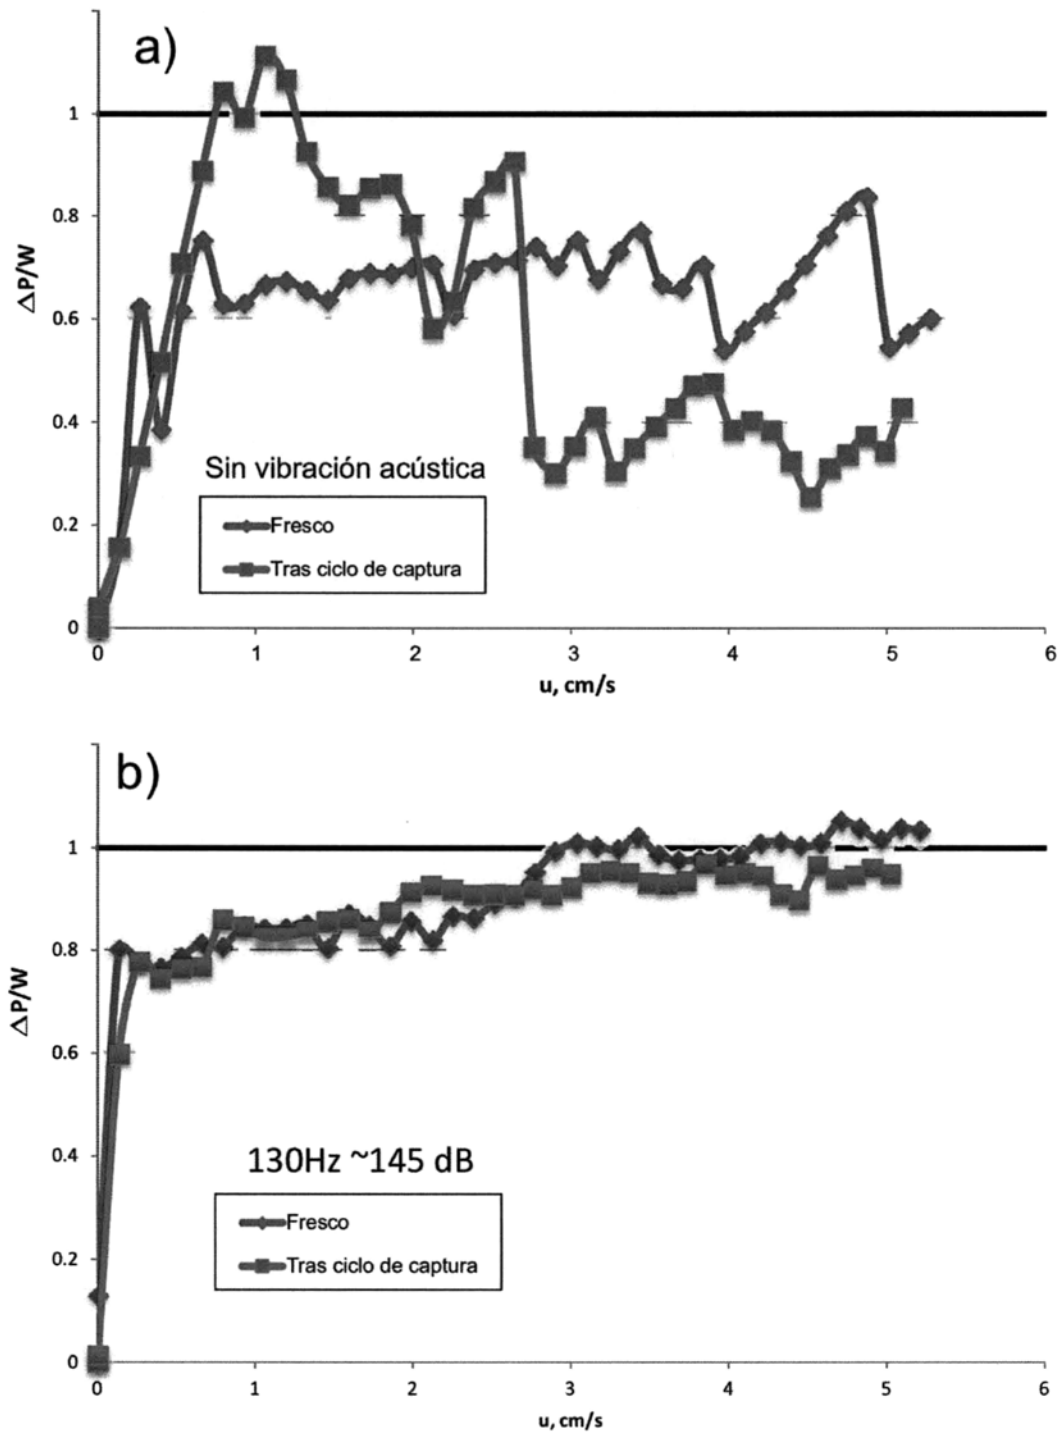 a)
1
0.8
0.6
0.4
0.2
0
△P/W
Sin vibración acústica
Fresco
Tras ciclo de captura
0 1 2 3 4 5 6
u, cm/s
b)
1
0.8
0.6
0.4
0.2
0
△P/W
130Hz ~145 dB
Fresco
Tras ciclo de captura
0 1 2 3 4 5 6
u, cm/s